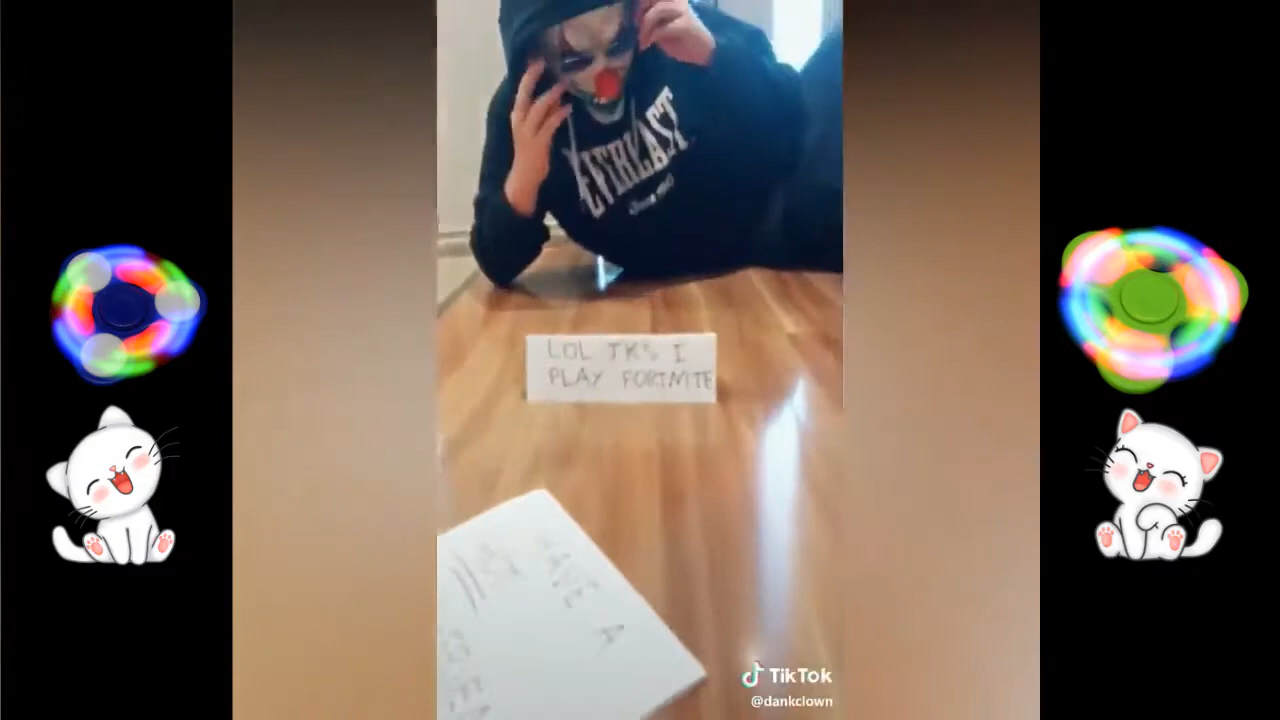 EVERLAST
LOL JK'S I
PLAY FORTNITE
HAVE A
TikTok
@dankclown